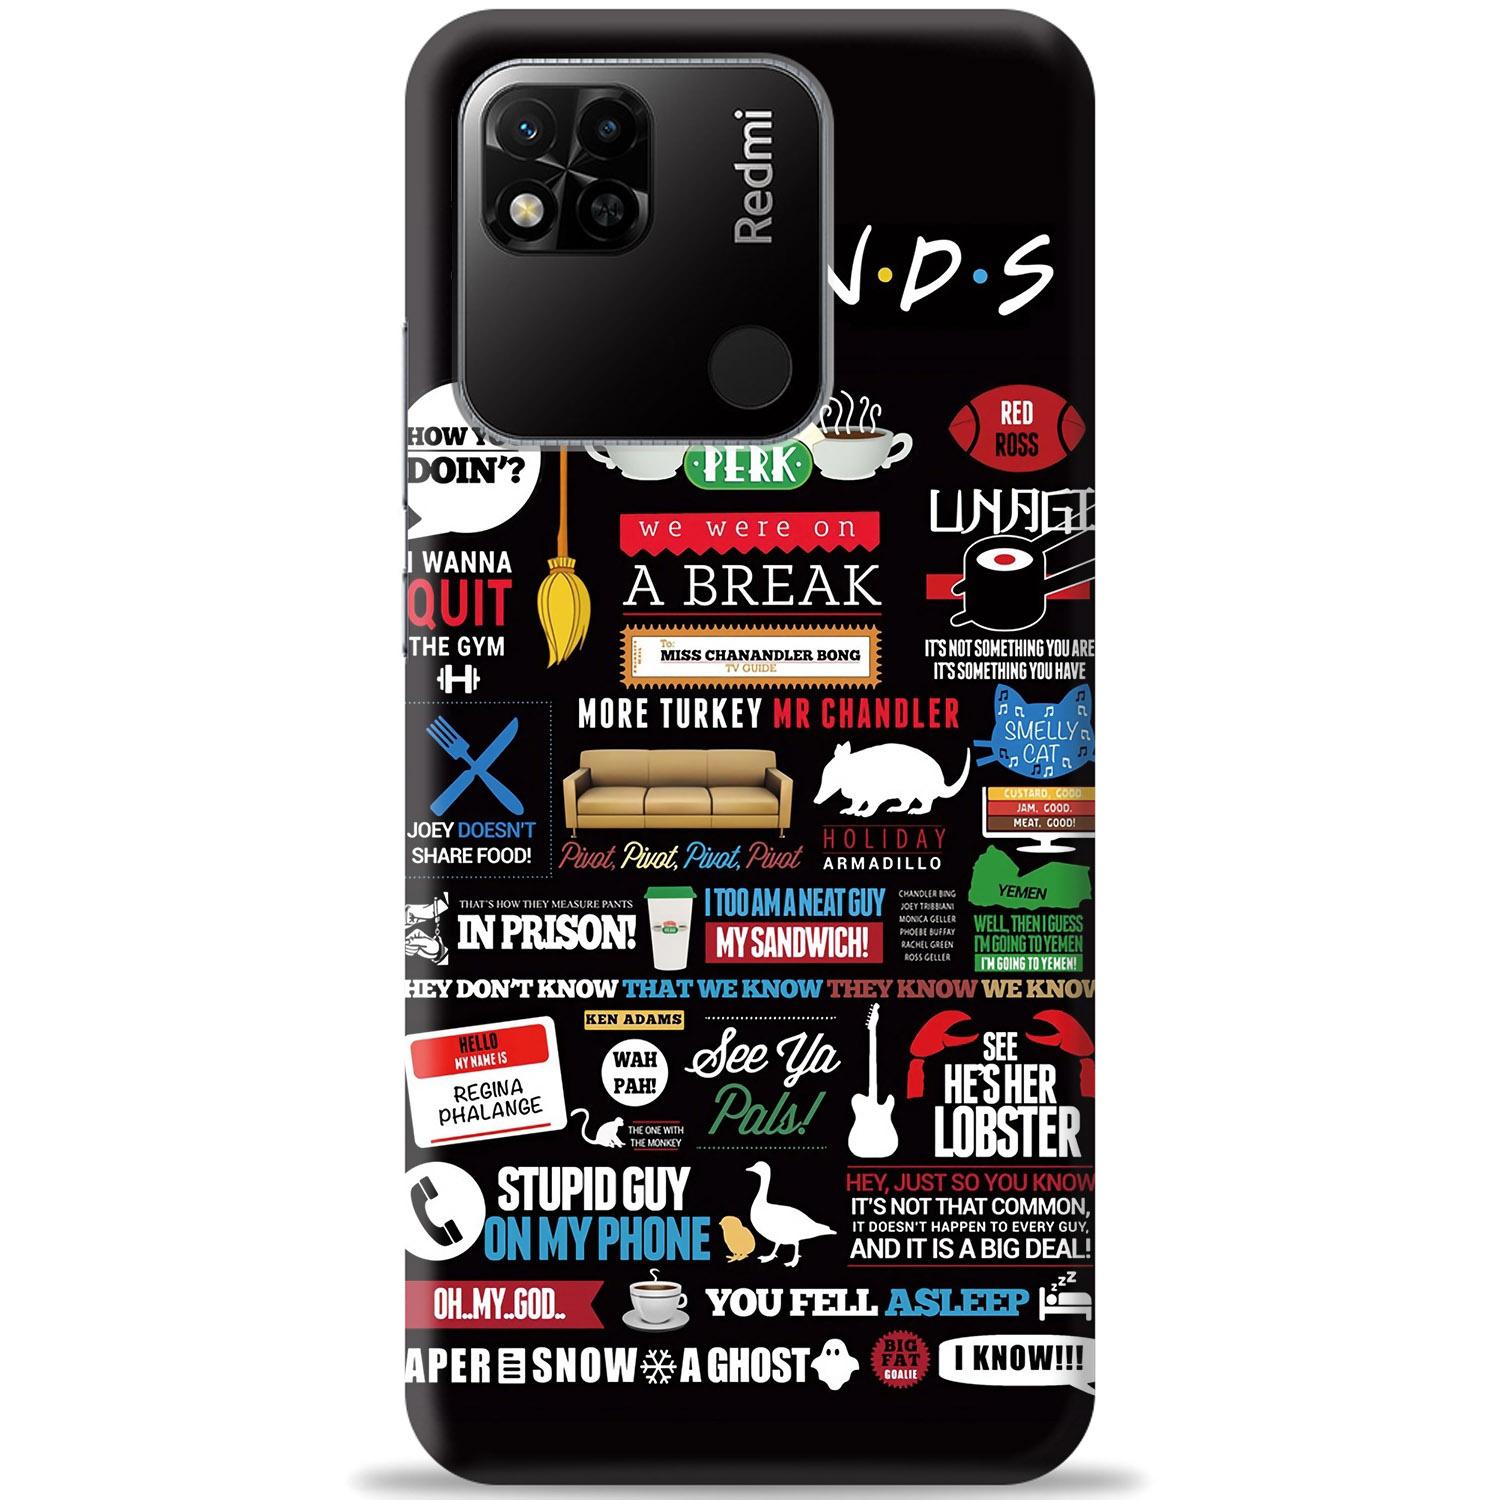 Redmi
N·D·S
HOW YO
DOIN'?
PERK
RED
ROSS
UNAGI
we were on
A BREAK
I WANNA
QUIT
THE GYM
To:
MISS CHANANDLER BONG
TV GUIDE
IT'S NOT SOMETHING YOU ARE
IT'S SOMETHING YOU HAVE
MORE TURKEY MR CHANDLER
SMELLY
CAT
CUSTARD, GOOD.
JAM, GOOD.
MEAT, GOOD!
JOEY DOESN'T
SHARE FOOD!
Pivot, Pivot, Pivot, Pivot
HOLIDAY
ARMADILLO
THAT'S HOW THEY MEASURE PANTS
IN PRISON!
I TOO AM A NEAT GUY
MY SANDWICH!
CHANDLER BING
JOEY TRIBBIANI
MONICA GELLER
PHOEBE BUFFAY
RACHEL GREEN
ROSS GELLER
YEMEN
WELL, THEN I GUESS
I'M GOING TO YEMEN
I'M GOING TO YEMEN!
HEY DON'T KNOW THAT WE KNOW THEY KNOW WE KNOW
HELLO
MY NAME IS
REGINA
PHALANGE
KEN ADAMS
WAH
PAH!
THE ONE WITH
THE MONKEY
See Ya
Pals!
SEE
HE'S HER
LOBSTER
STUPID GUY
ON MY PHONE
HEY, JUST SO YOU KNOW
IT'S NOT THAT COMMON,
IT DOESN'T HAPPEN TO EVERY GUY,
AND IT IS A BIG DEAL!
OH..MY..GOD..
YOU FELL ASLEEP
zzz
APER SNOW A GHOST
BIG
FAT
GOALIE
I KNOW!!!